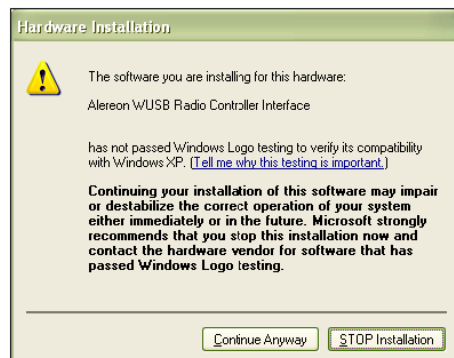 Hardware Installation
The software you are installing for this hardware:
Alereon WUSB Radio Controller Interface
has not passed Windows Logo testing to verify its compatibility
with Windows XP. (Tell me why this testing is important.)
Continuing your installation of this software may impair
or destabilize the correct operation of your system
either immediately or in the future. Microsoft strongly
recommends that you stop this installation now and
contact the hardware vendor for software that has
passed Windows Logo testing.
Continue Anyway
STOP Installation